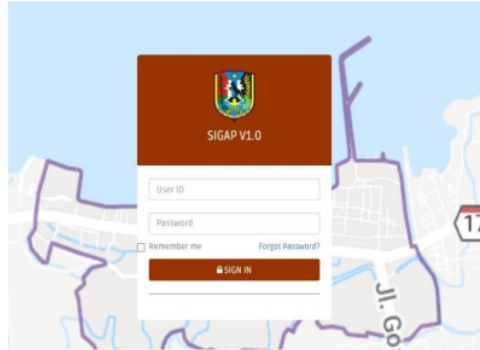 SIGAP V1.0
User ID
Password
17
Remember me Forgot Password?
SIGN IN
Jl. Go